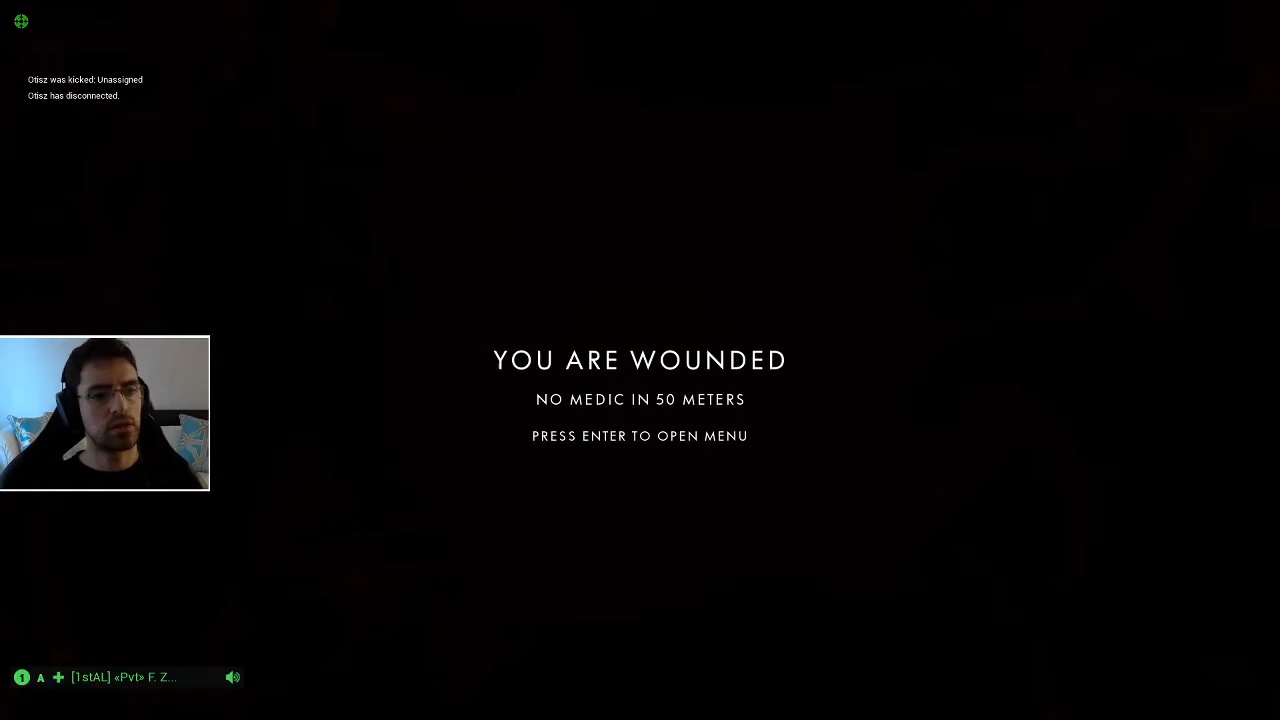 Otisz was kicked: Unassigned
Otisz has disconnected.
YOU ARE WOUNDED
NO MEDIC IN 50 METERS
PRESS ENTER TO OPEN MENU
1 A [1stAL] «Pvt» F. Z...